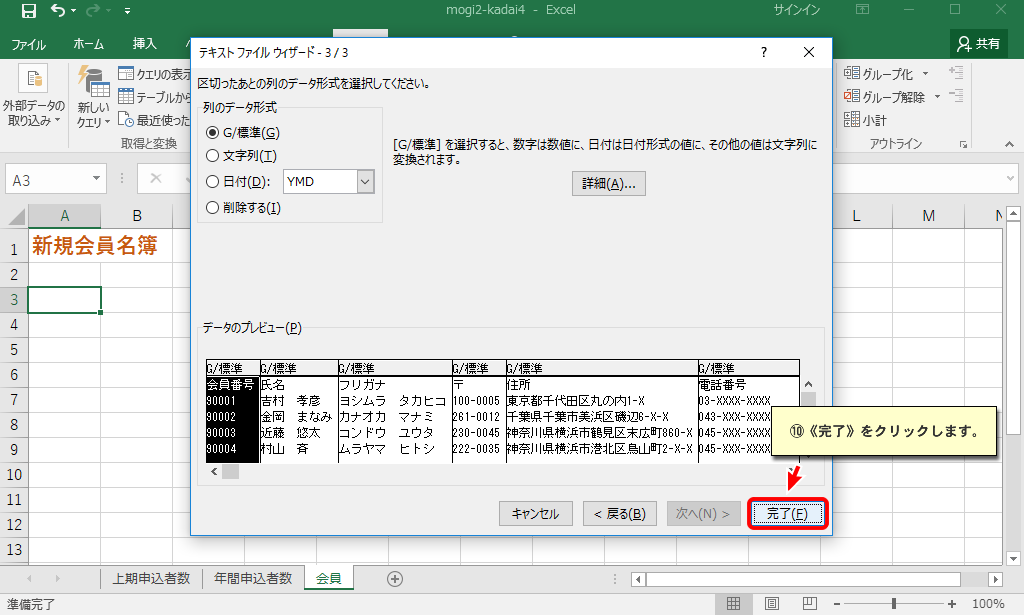 mogi2-kadai4 - Excel
サインイン
ファイル
ホーム
挿入
共有
外部データの
取り込み
新しい
クエリ
クエリの表示
テーブルから
最近使った
取得と変換
グループ化
グループ解除
小計
アウトライン
A3
テキスト ファイル ウィザード - 3 / 3
?
区切ったあとの列のデータ形式を選択してください。
列のデータ形式
G/標準(G)
文字列(T)
日付(D):
YMD
削除する(I)
[G/標準] を選択すると、数字は数値に、日付は日付形式の値に、その他の値は文字列に
変換されます。
詳細(A)...
データのプレビュー(P)
G/標準 G/標準 G/標準 G/標準 G/標準 G/標準
会員番号 氏名 フリガナ 〒 住所 電話番号
90001 吉村 孝彦 ヨシムラ タカヒコ 100-0005 東京都千代田区丸の内1-X 03-XXXX-XXXX
90002 金岡 まなみ カナオカ マナミ 261-0012 千葉県千葉市美浜区磯辺6-X-X 043-XXX-XXXX
90003 近藤 悠太 コンドウ ユウタ 230-0045 神奈川県横浜市鶴見区末広町860-X 045-XXX-XXXX
90004 村山 斉 ムラヤマ ヒトシ 222-0035 神奈川県横浜市港北区鳥山町2-X-X 045-XXX-XXXX
キャンセル
< 戻る(B)
次へ(N) >
完了(F)
⑩《完了》をクリックします。
A B L M N
1 新規会員名簿
2
3
4
5
6
7
8
9
10
11
12
13
上期申込者数
年間申込者数
会員
準備完了
100%